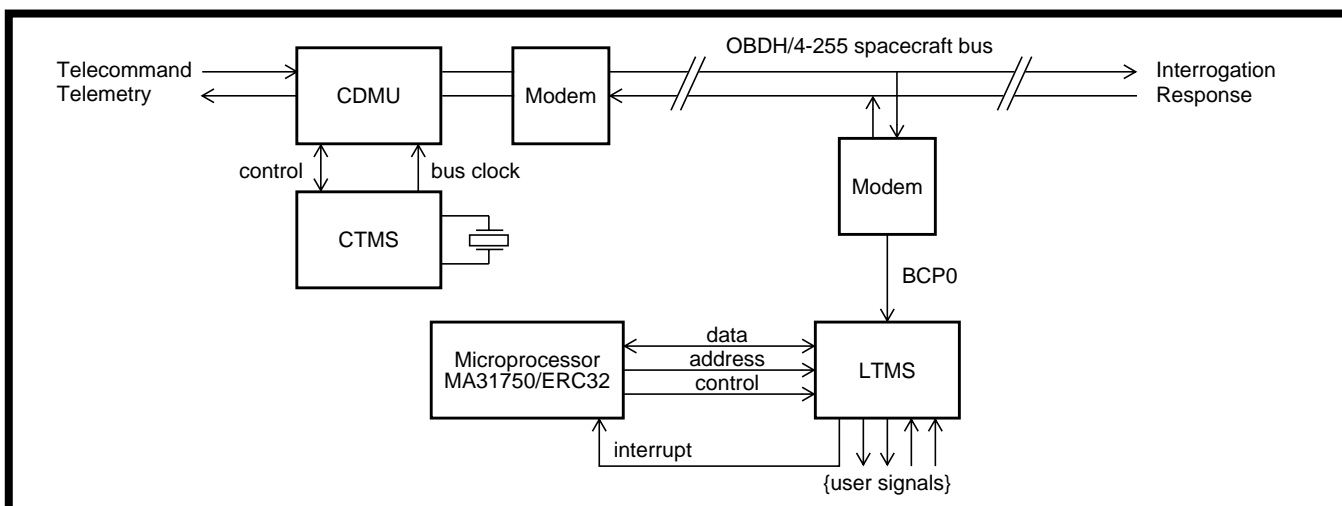 OBDH/4-255 spacecraft bus
Telecommand
Telemetry
CDMU
Modem
Interrogation
Response
control
bus clock
Modem
CTMS
BCP0
Microprocessor
MA31750/ERC32
data
address
control
LTMS
interrupt
{user signals}